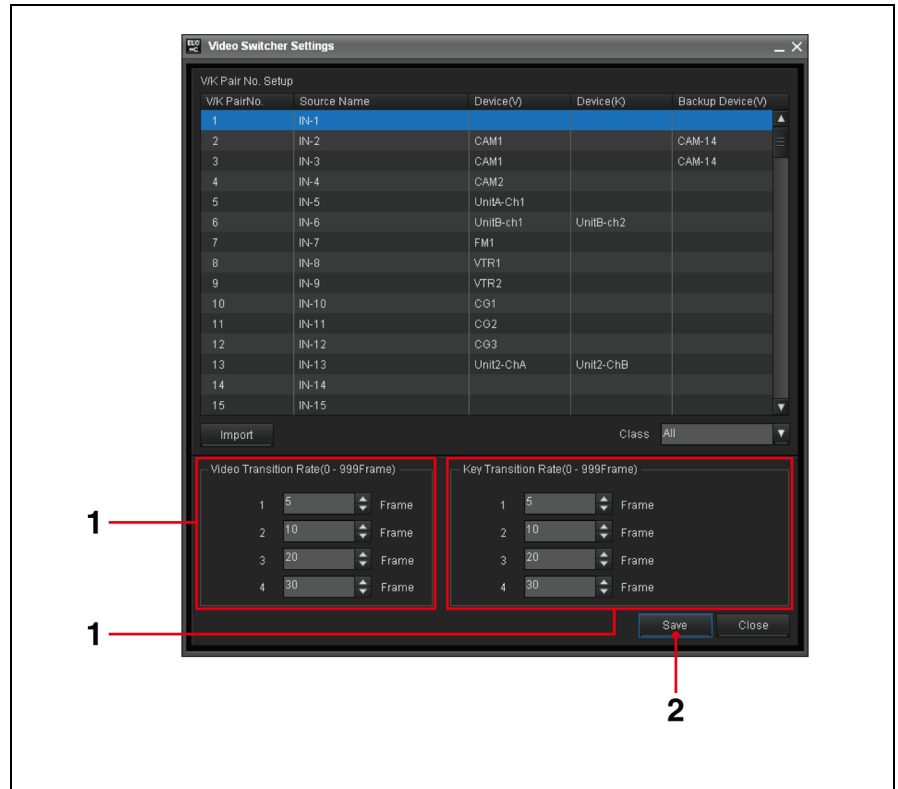 ELC Video Switcher Settings
V/K Pair No. Setup
V/K PairNo. Source Name Device(V) Device(K) Backup Device(V)
1 IN-1
2 IN-2 CAM1 CAM-14
3 IN-3 CAM1 CAM-14
4 IN-4 CAM2
5 IN-5 UnitA-Ch1
6 IN-6 UnitB-ch1 UnitB-ch2
7 IN-7 FM1
8 IN-8 VTR1
9 IN-9 VTR2
10 IN-10 CG1
11 IN-11 CG2
12 IN-12 CG3
13 IN-13 Unit2-ChA Unit2-ChB
14 IN-14
15 IN-15
Import Class All
Video Transition Rate(0 - 999Frame) Key Transition Rate(0 - 999Frame)
1 5 Frame 1 5 Frame
2 10 Frame 2 10 Frame
3 20 Frame 3 20 Frame
4 30 Frame 4 30 Frame
1
1
Save Close
2